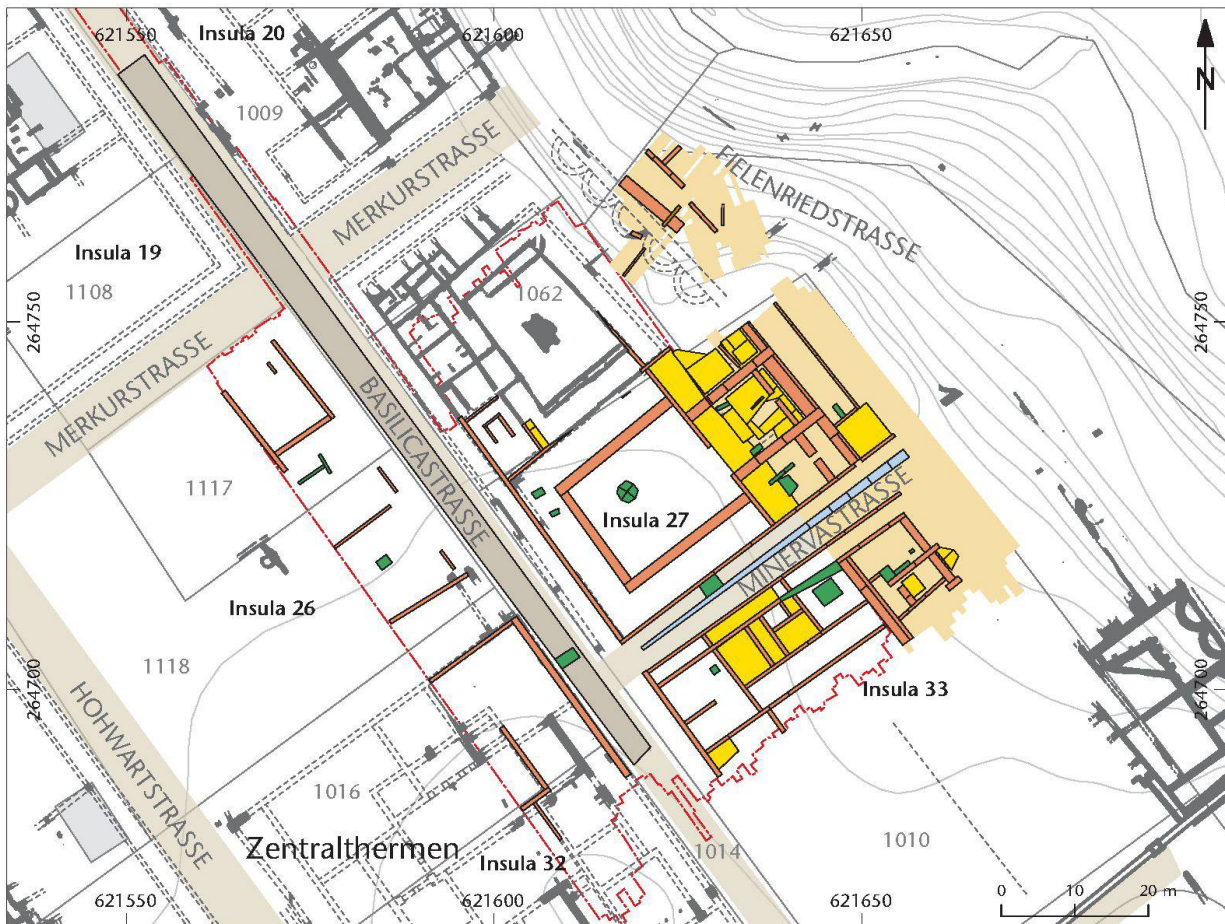 621550
Insula 20
621600
621650
N
1009
MERKURSTRASSE
FIELENRIEDSTRASSE
Insula 19
1108
1062
264750
264750
MERKURSTRASSE
BASILICASTRASSE
1117
Insula 27
MINERVASTRASSE
Insula 26
1118
264700
Insula 33
264700
HOHWARTSTRASSE
1016
Zentralthermen
Insula 32
1014
1010
0 10 20 m
621550
621600
621650